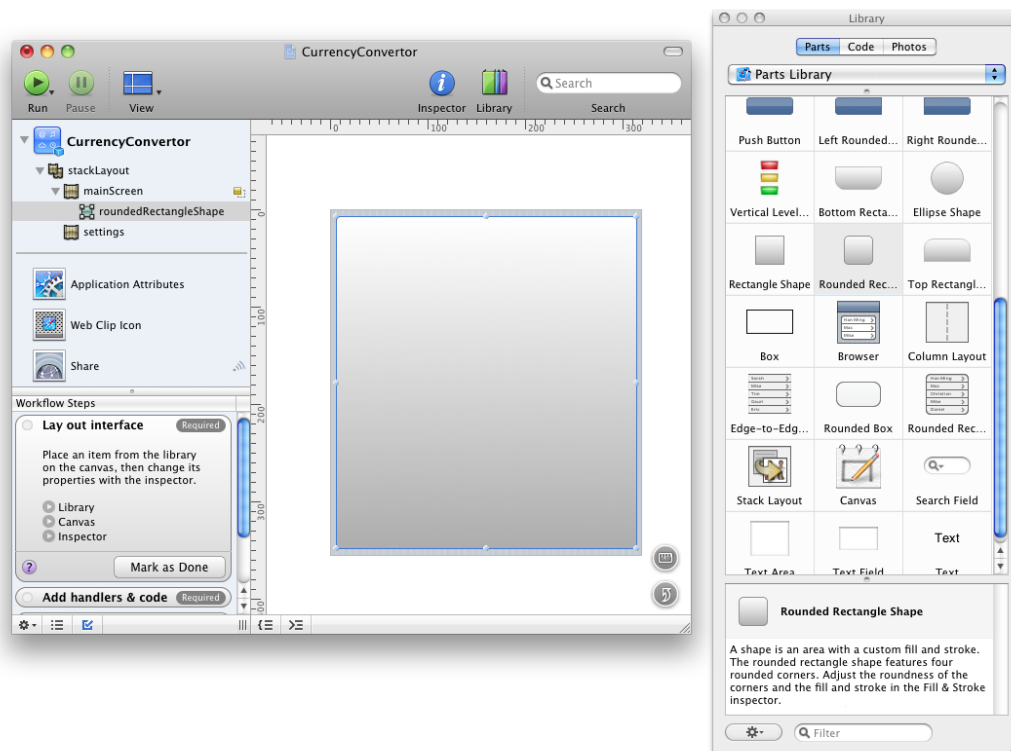 CurrencyConvertor
Search
Run
Pause
View
Inspector
Library
Search
CurrencyConvertor
stackLayout
mainScreen
roundedRectangleShape
settings
Application Attributes
Web Clip Icon
Share
Workflow Steps
Lay out interface Required
Place an item from the library
on the canvas, then change its
properties with the inspector.
Library
Canvas
Inspector
? Mark as Done
Add handlers & code Required
0 100 200 300
0
100
200
300
Library
Parts Code Photos
Parts Library
Push Button Left Rounded... Right Rounde...
Vertical Level... Bottom Recta... Ellipse Shape
Rectangle Shape Rounded Rec... Top Rectangl...
Box Browser Column Layout
Edge-to-Edg... Rounded Box Rounded Rec...
Stack Layout Canvas Search Field
Text
Text Area Text Field Text
Rounded Rectangle Shape
A shape is an area with a custom fill and stroke.
The rounded rectangle shape features four
rounded corners. Adjust the roundness of the
corners and the fill and stroke in the Fill & Stroke
inspector.
Filter